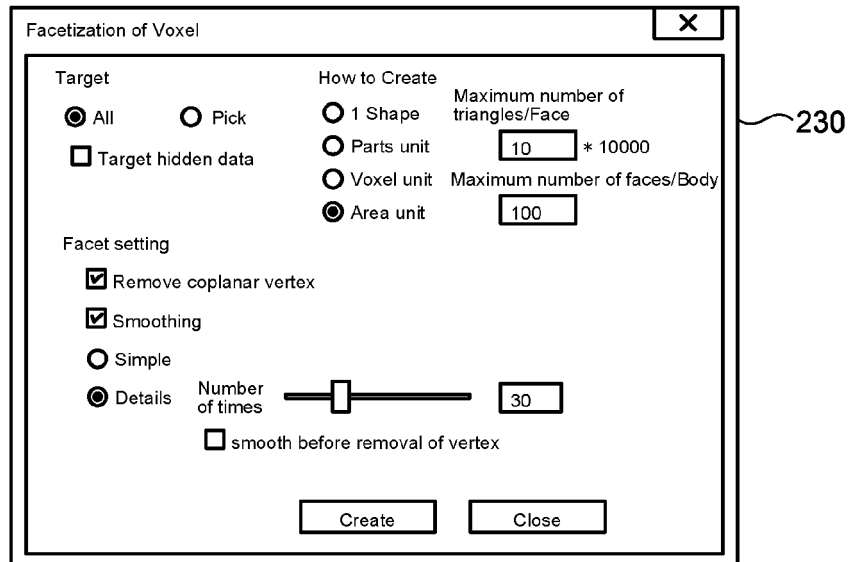 Facetization of Voxel
X
230
Target
All
Pick
Target hidden data
How to Create
1 Shape
Parts unit
Voxel unit
Area unit
Maximum number of
triangles/Face
10 * 10000
Maximum number of faces/Body
100
Facet setting
Remove coplanar vertex
Smoothing
Simple
Details
Number
of times
30
smooth before removal of vertex
Create
Close